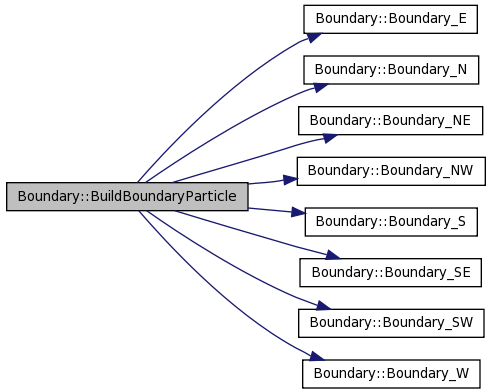 Boundary::BuildBoundaryParticle
Boundary::Boundary_E
Boundary::Boundary_N
Boundary::Boundary_NE
Boundary::Boundary_NW
Boundary::Boundary_S
Boundary::Boundary_SE
Boundary::Boundary_SW
Boundary::Boundary_W